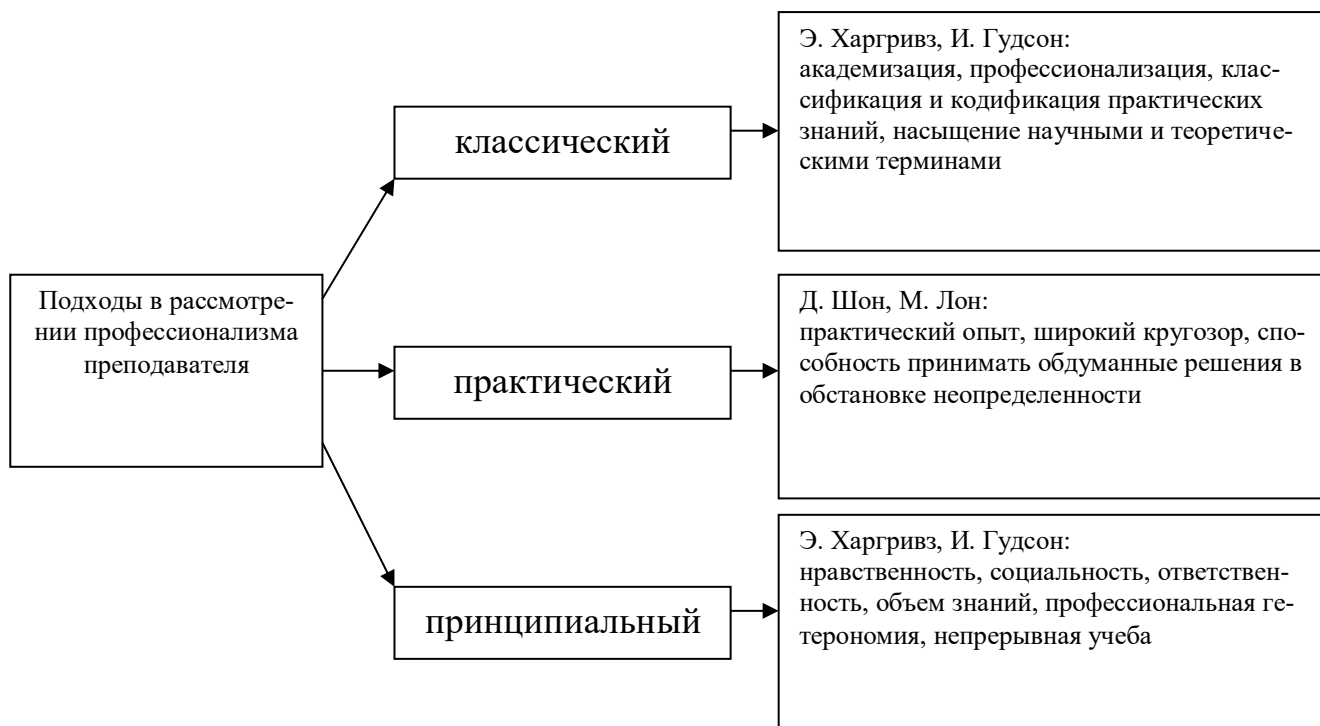 Подходы в рассмотре-
нии профессионализма
преподавателя
классический
Э. Харгривз, И. Гудсон:
академизация, профессионализация, клас-
сификация и кодификация практических
знаний, насыщение научными и теоретиче-
скими терминами
практический
Д. Шон, М. Лон:
практический опыт, широкий кругозор, спо-
собность принимать обдуманные решения в
обстановке неопределенности
принципиальный
Э. Харгривз, И. Гудсон:
нравственность, социальность, ответствен-
ность, объем знаний, профессиональная ге-
терономия, непрерывная учеба